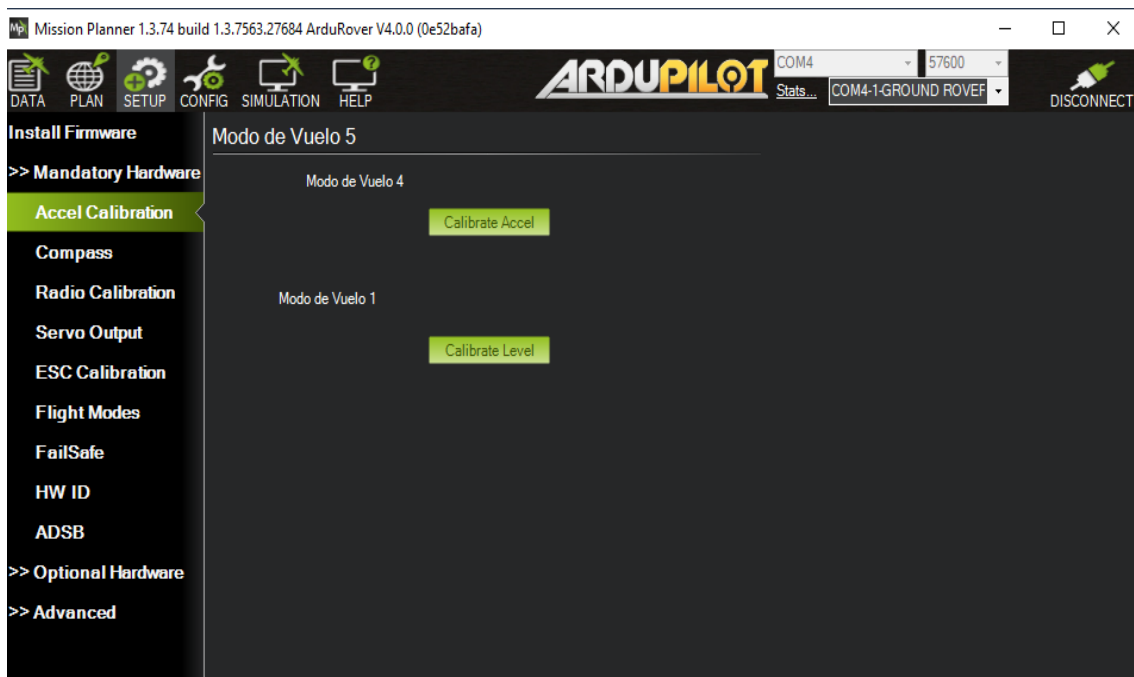 Mission Planner 1.3.74 build 1.3.7563.27684 ArduRover V4.0.0 (0e52bafa)
DATA PLAN SETUP CONFIG SIMULATION HELP
ARDUPILOT
COM4 57600
Stats... COM4-1-GROUND ROVER
DISCONNECT
Install Firmware
>> Mandatory Hardware
Accel Calibration
Compass
Radio Calibration
Servo Output
ESC Calibration
Flight Modes
FailSafe
HW ID
ADSB
>> Optional Hardware
>> Advanced
Modo de Vuelo 5
Modo de Vuelo 4
Calibrate Accel
Modo de Vuelo 1
Calibrate Level